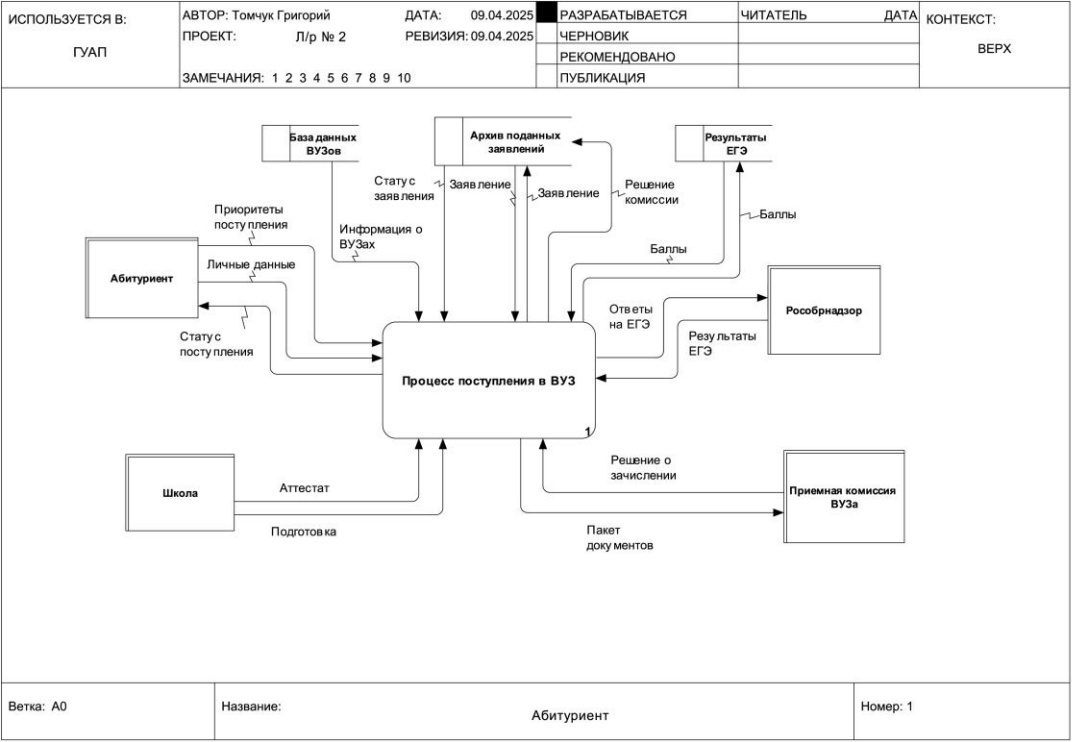 ИСПОЛЬЗУЕТСЯ В:
ГУАП
АВТОР: Томчук Григорий
ДАТА: 09.04.2025
ПРОЕКТ: Л/р № 2
РЕВИЗИЯ: 09.04.2025
ЗАМЕЧАНИЯ: 1 2 3 4 5 6 7 8 9 10
РАЗРАБАТЫВАЕТСЯ
ЧЕРНОВИК
РЕКОМЕНДОВАНО
ПУБЛИКАЦИЯ
ЧИТАТЕЛЬ
ДАТА
КОНТЕКСТ:
ВЕРХ
База данных
ВУЗов
Архив поданных
заявлений
Результаты
ЕГЭ
Статус
заявления
Заявление
Заявление
Решение
комиссии
Баллы
Приоритеты
поступления
Информация о
ВУЗах
Баллы
Абитуриент
Личные данные
Рособрнадзор
Ответы
на ЕГЭ
Статус
поступления
Результаты
ЕГЭ
Процесс поступления в ВУЗ
1
Школа
Аттестат
Подготовка
Решение о
зачислении
Приемная комиссия
ВУЗа
Пакет
документов
Ветка: A0
Название:
Абитуриент
Номер: 1